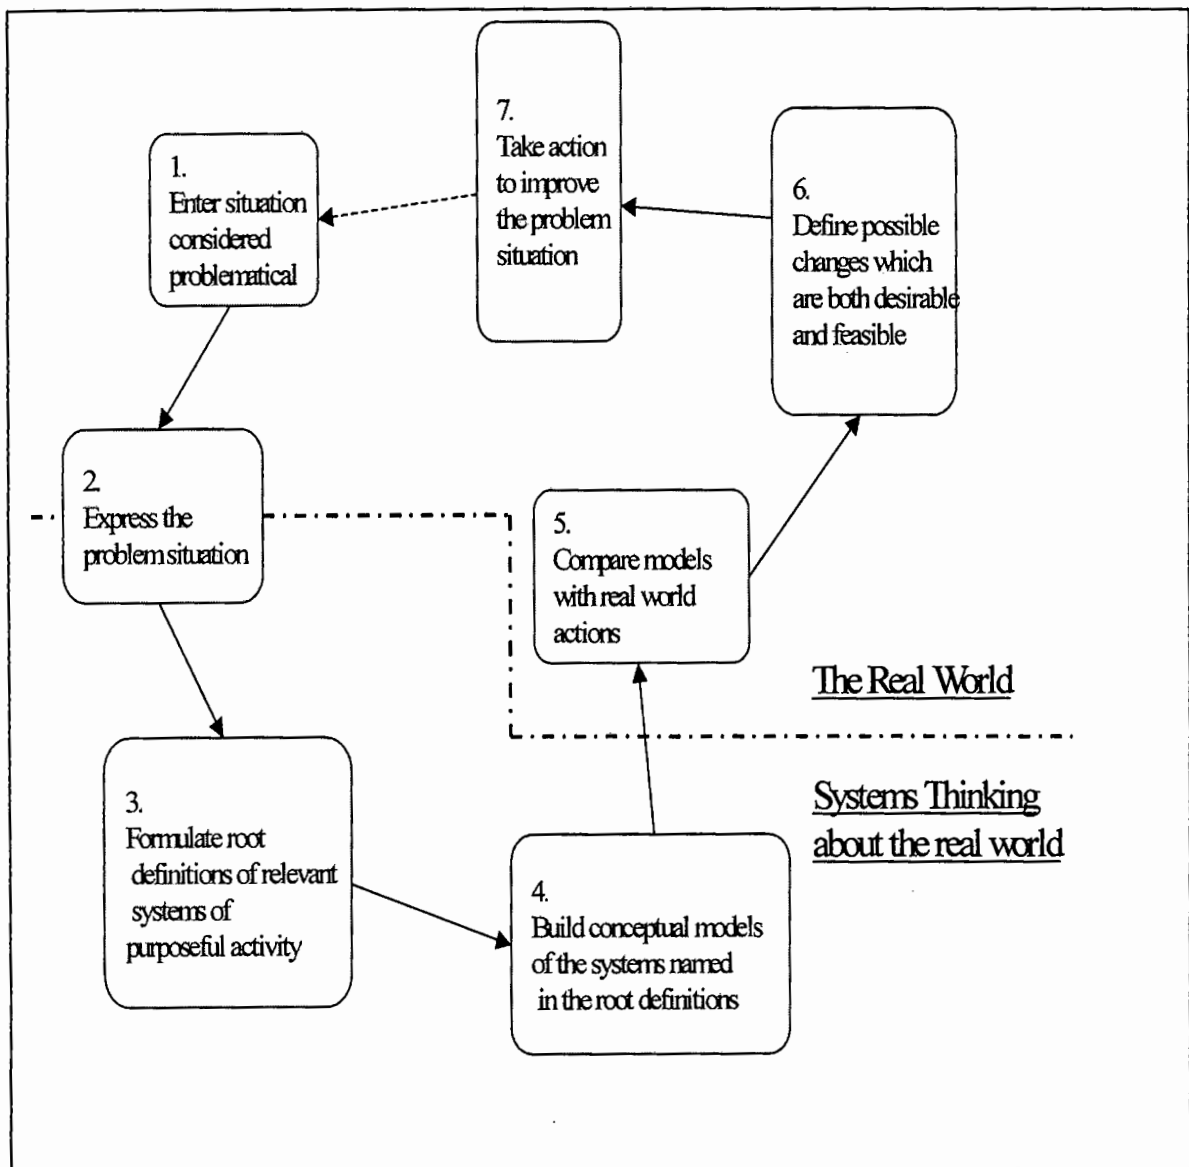 1.
Enter situation
considered
problematical
2.
Express the
problem situation
3.
Formulate root
definitions of relevant
systems of
purposeful activity
4.
Build conceptual models
of the systems named
in the root definitions
5.
Compare models
with real world
actions
6.
Define possible
changes which
are both desirable
and feasible
7.
Take action
to improve
the problem
situation
The Real World
Systems Thinking
about the real world